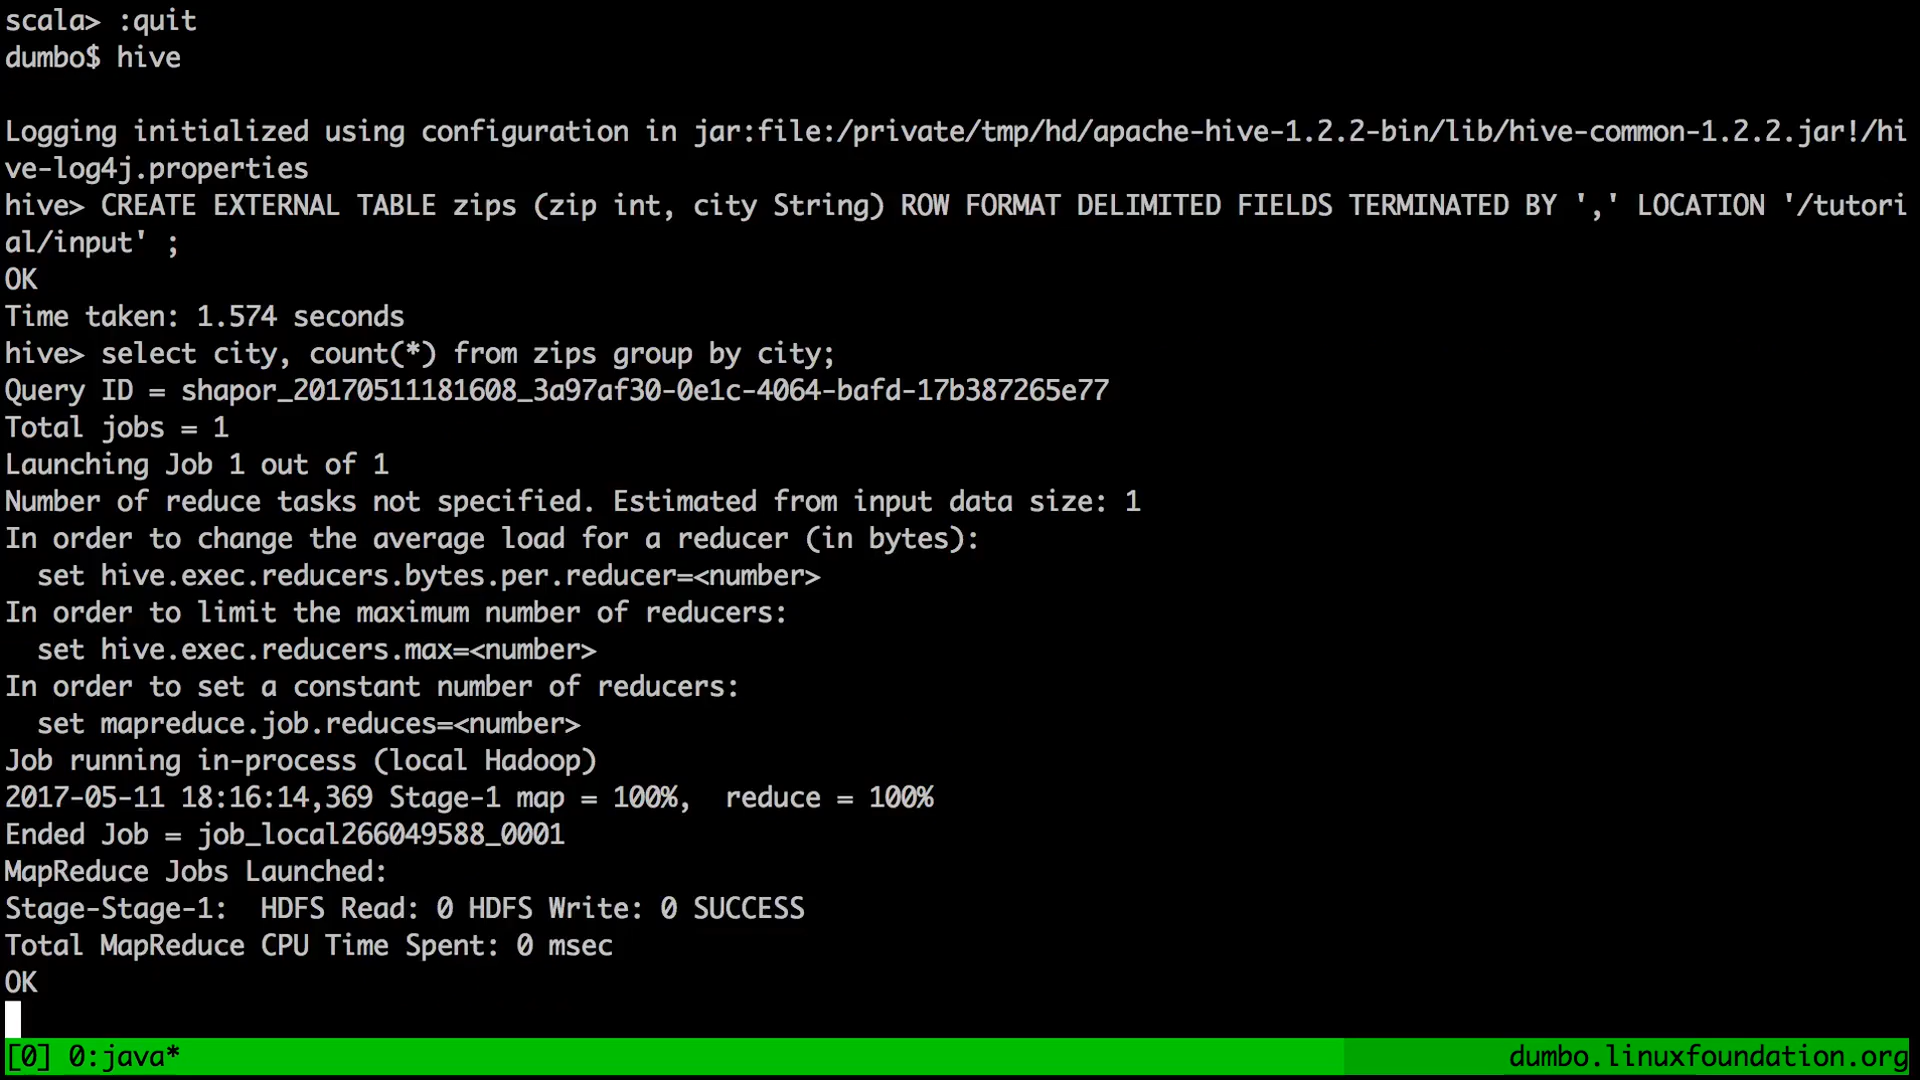 scala> :quit
dumbo$ hive
Logging initialized using configuration in jar:file:/private/tmp/hd/apache-hive-1.2.2-bin/lib/hive-common-1.2.2.jar!/hi
ve-log4j.properties
hive> CREATE EXTERNAL TABLE zips (zip int, city String) ROW FORMAT DELIMITED FIELDS TERMINATED BY ',' LOCATION '/tutori
al/input' ;
OK
Time taken: 1.574 seconds
hive> select city, count(*) from zips group by city;
Query ID = shapor_20170511181608_3a97af30-0e1c-4064-bafd-17b387265e77
Total jobs = 1
Launching Job 1 out of 1
Number of reduce tasks not specified. Estimated from input data size: 1
In order to change the average load for a reducer (in bytes):
  set hive.exec.reducers.bytes.per.reducer=<number>
In order to limit the maximum number of reducers:
  set hive.exec.reducers.max=<number>
In order to set a constant number of reducers:
  set mapreduce.job.reduces=<number>
Job running in-process (local Hadoop)
2017-05-11 18:16:14,369 Stage-1 map = 100%,  reduce = 100%
Ended Job = job_local266049588_0001
MapReduce Jobs Launched:
Stage-Stage-1:  HDFS Read: 0 HDFS Write: 0 SUCCESS
Total MapReduce CPU Time Spent: 0 msec
OK
[0] 0:java* dumbo.linuxfoundation.org